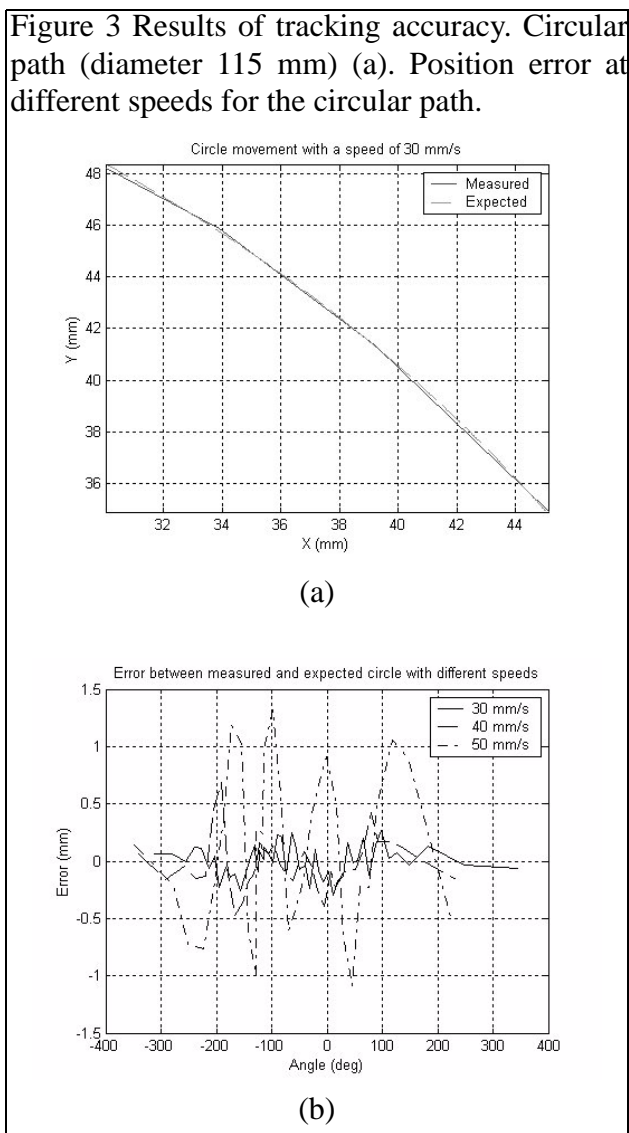 Figure 3 Results of tracking accuracy. Circular
path (diameter 115 mm) (a). Position error at
different speeds for the circular path.
Circle movement with a speed of 30 mm/s
Measured
Expected
48
46
44
42
40
38
36
Y (mm)
32 34 36 38 40 42 44
X (mm)
(a)
Error between measured and expected circle with different speeds
30 mm/s
40 mm/s
50 mm/s
1.5
1
0.5
0
-0.5
-1
-1.5
Error (mm)
-400 -300 -200 -100 0 100 200 300 400
Angle (deg)
(b)